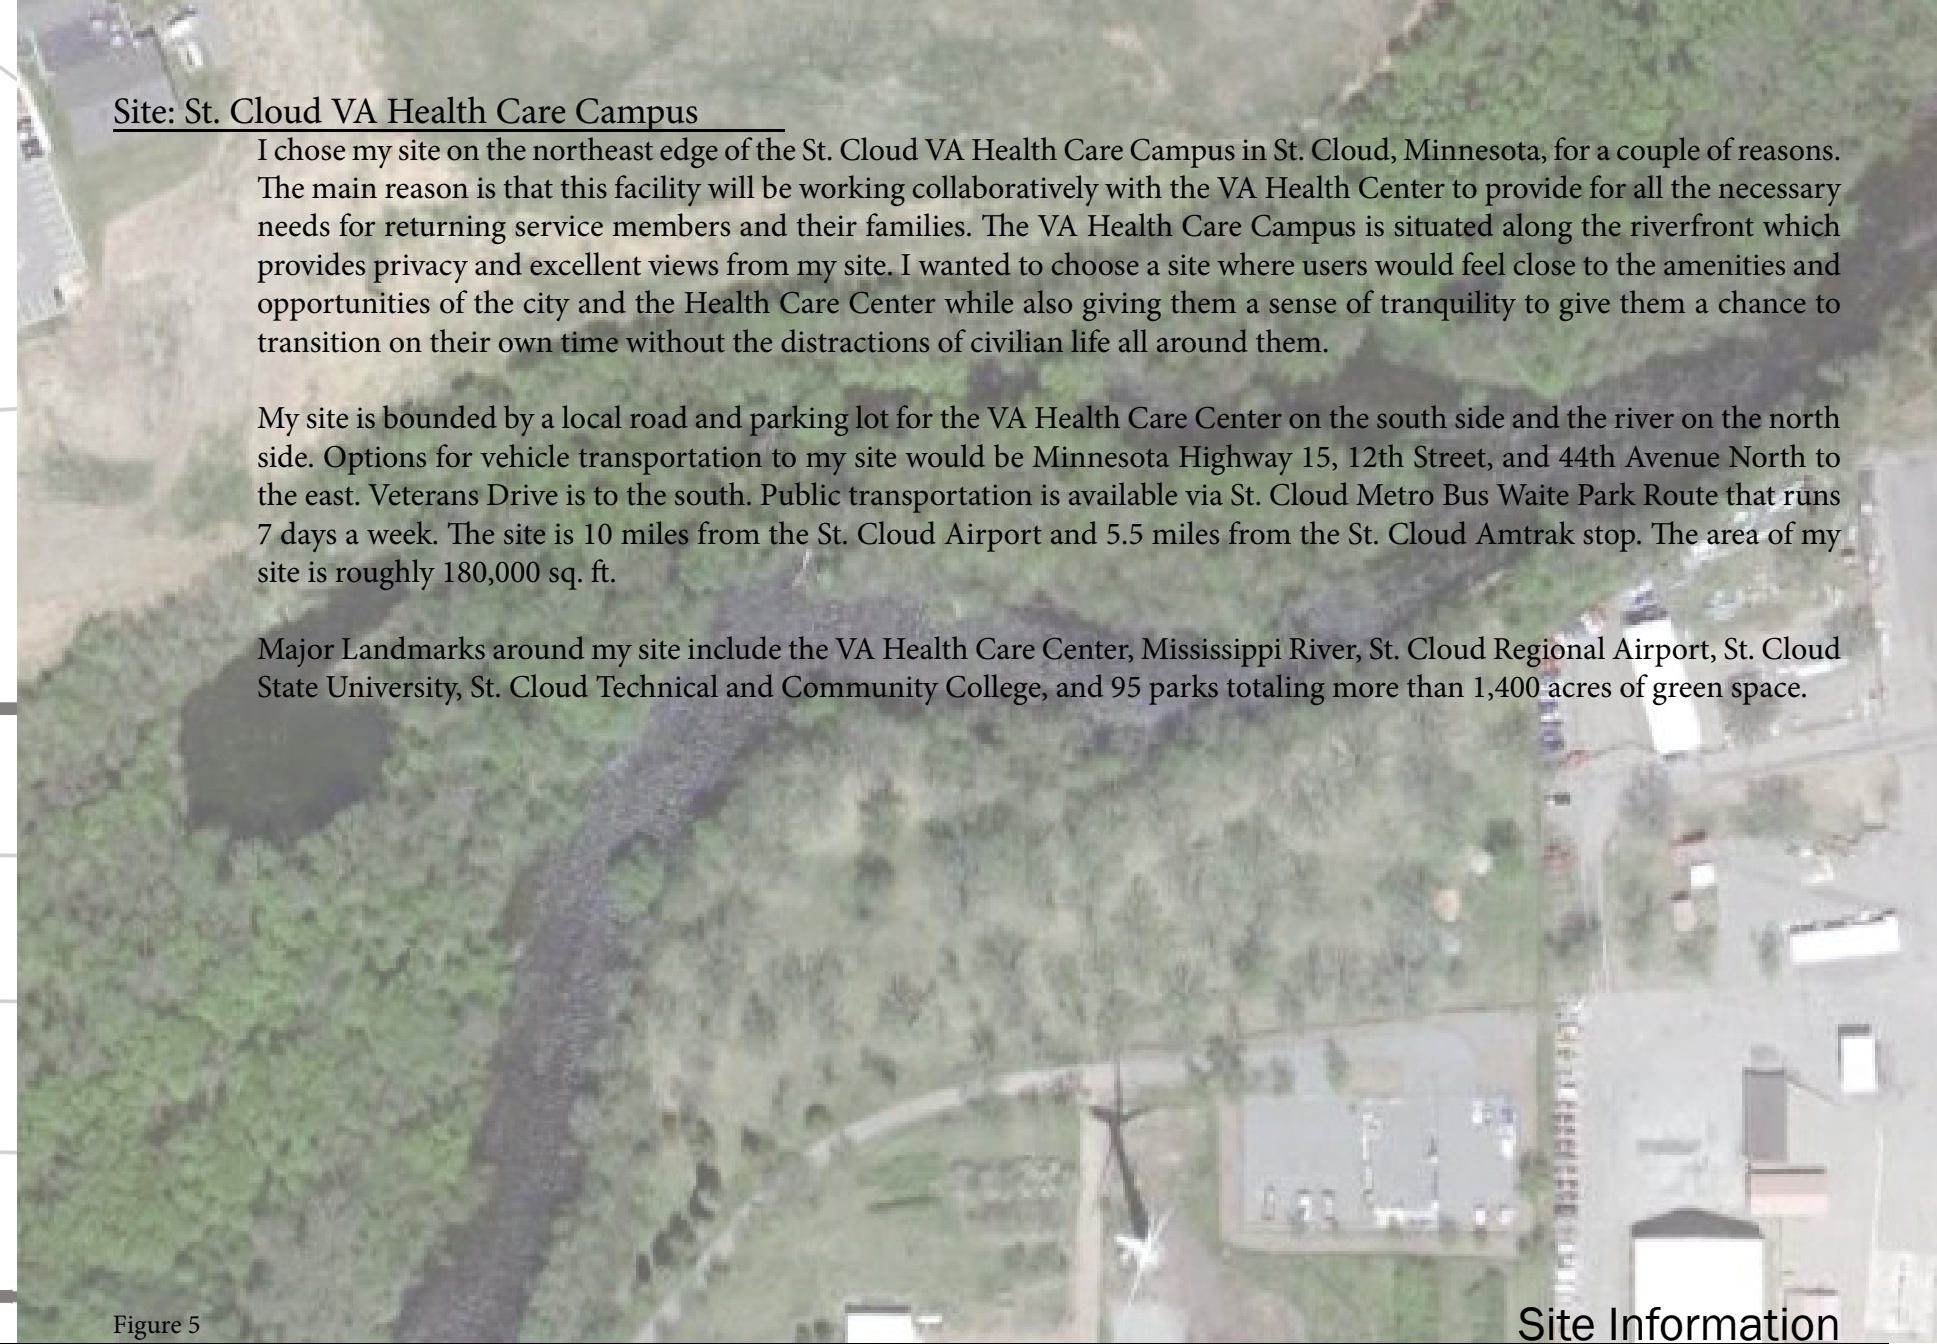 Site: St. Cloud VA Health Care Campus
I chose my site on the northeast edge of the St. Cloud VA Health Care Campus in St. Cloud, Minnesota, for a couple of reasons.
The main reason is that this facility will be working collaboratively with the VA Health Center to provide for all the necessary
needs for returning service members and their families. The VA Health Care Campus is situated along the riverfront which
provides privacy and excellent views from my site. I wanted to choose a site where users would feel close to the amenities and
opportunities of the city and the Health Care Center while also giving them a sense of tranquility to give them a chance to
transition on their own time without the distractions of civilian life all around them.
My site is bounded by a local road and parking lot for the VA Health Care Center on the south side and the river on the north
side. Options for vehicle transportation to my site would be Minnesota Highway 15, 12th Street, and 44th Avenue North to
the east. Veterans Drive is to the south. Public transportation is available via St. Cloud Metro Bus Waite Park Route that runs
7 days a week. The site is 10 miles from the St. Cloud Airport and 5.5 miles from the St. Cloud Amtrak stop. The area of my
site is roughly 180,000 sq. ft.
Major Landmarks around my site include the VA Health Care Center, Mississippi River, St. Cloud Regional Airport, St. Cloud
State University, St. Cloud Technical and Community College, and 95 parks totaling more than 1,400 acres of green space.
Figure 5
Site Information